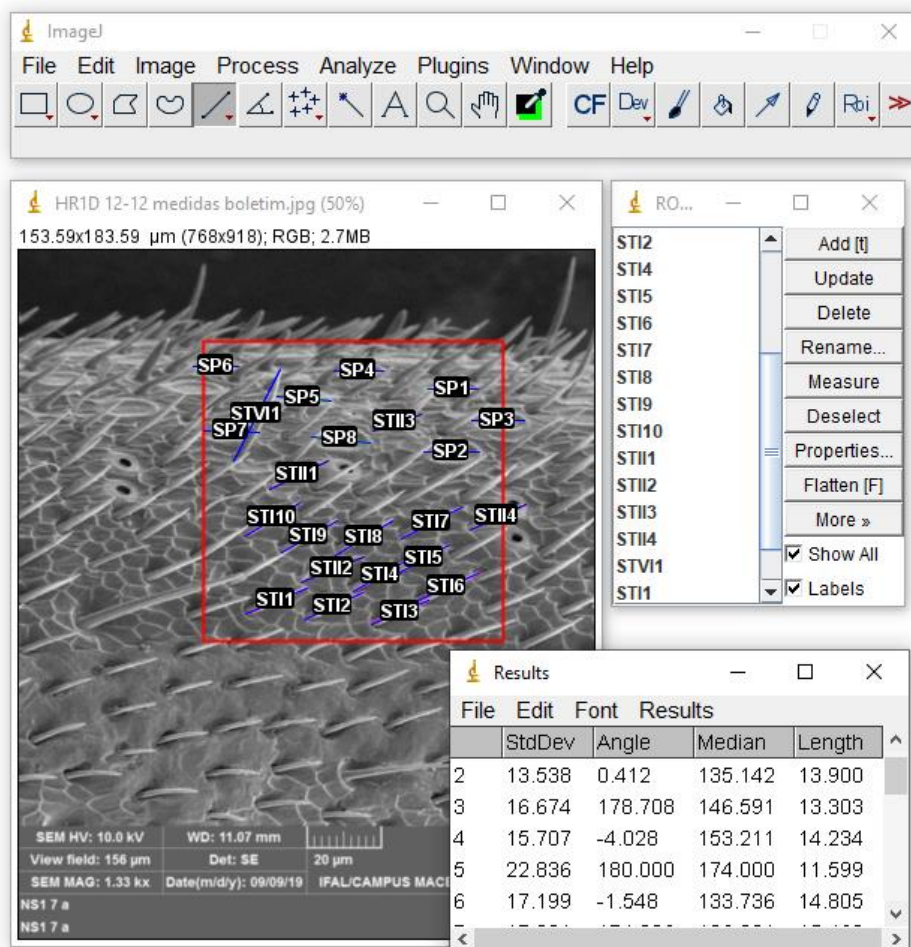 ImageJ
File Edit Image Process Analyze Plugins Window Help
CF Dev Rbi >>
HR1D 12-12 medidas boletim.jpg (50%)
153.59x183.59 µm (768x918); RGB; 2.7MB
SP6
SP4
SP1
SP5
STVI1
STII3
SP3
SP7
SP8
SP2
STII1
STI10
STI7
STII4
STI9
STI8
STI5
STII2
STI4
STI6
STI1
STI2
STI3
SEM HV: 10.0 kV WD: 11.07 mm
View field: 156 µm Det: SE 20 µm
SEM MAG: 1.33 kx Date(m/d/y): 09/09/19 IFAL/CAMPUS
NS1 7 a
NS1 7 a
RO...
STI2
STI4
STI5
STI6
STI7
STI8
STI9
STI10
STII1
STII2
STII3
STII4
STVI1
STI1
Add [t]
Update
Delete
Rename...
Measure
Deselect
Properties...
Flatten [F]
More »
Show All
Labels
Results
File Edit Font Results
StdDev Angle Median Length
2 13.538 0.412 135.142 13.900
3 16.674 178.708 146.591 13.303
4 15.707 -4.028 153.211 14.234
5 22.836 180.000 174.000 11.599
6 17.199 -1.548 133.736 14.805